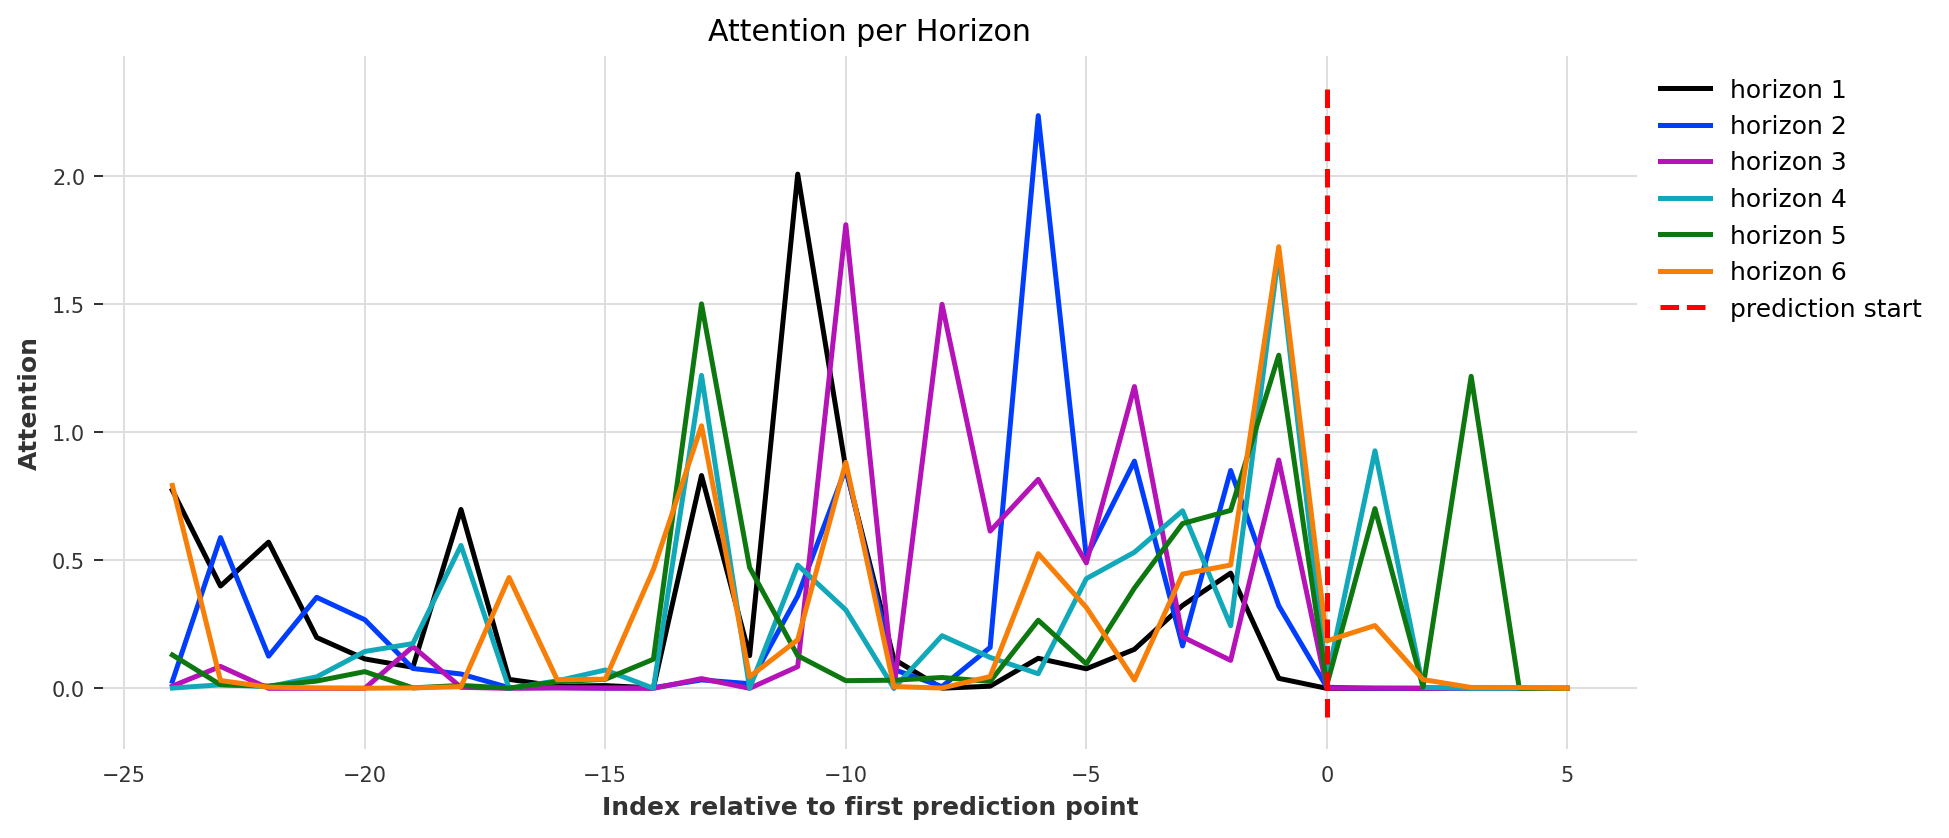 Attention per Horizon
horizon 1
horizon 2
horizon 3
horizon 4
horizon 5
horizon 6
prediction start
Attention
2.0
1.5
1.0
0.5
0.0
−25
−20
−15
−10
−5
0
5
Index relative to first prediction point